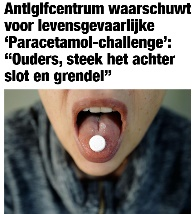 Antigifcentrum waarschuwt
voor levensgevaarlijke
‘Paracetamol-challenge’:
“Ouders, steek het achter
slot en grendel”